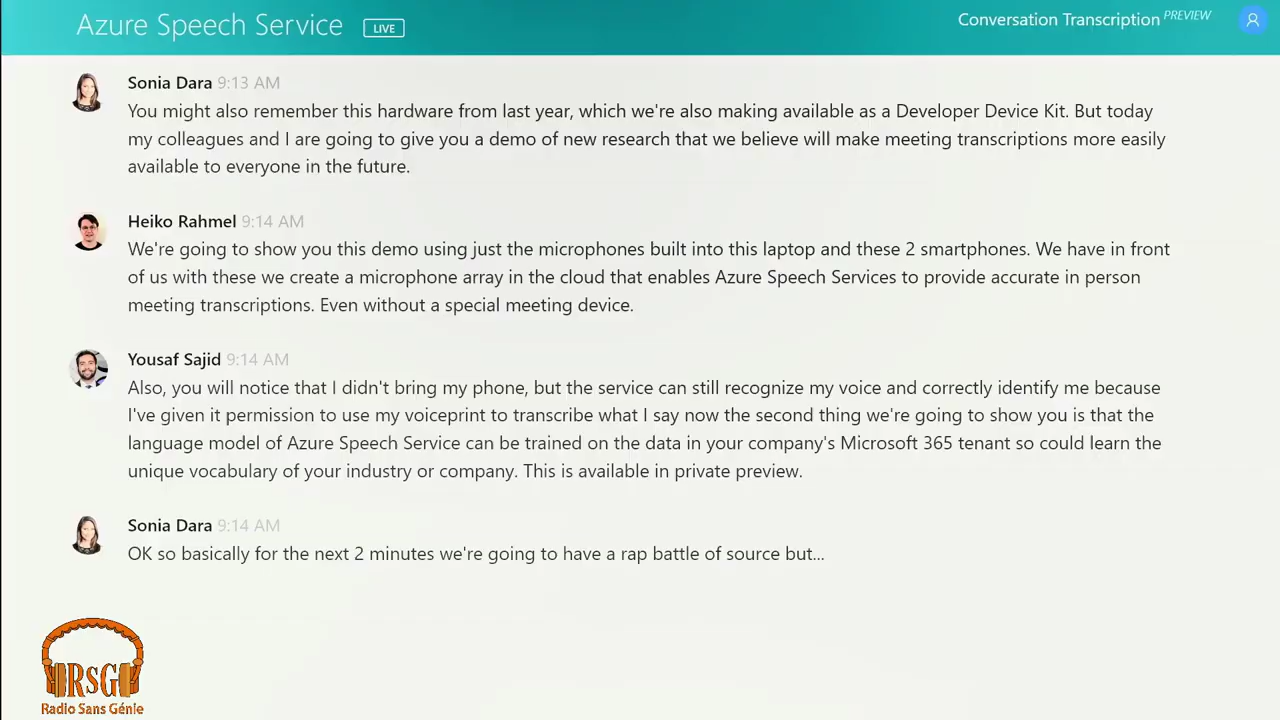 Azure Speech Service LIVE
Conversation Transcription PREVIEW
Sonia Dara 9:13 AM
You might also remember this hardware from last year, which we're also making available as a Developer Device Kit. But today
my colleagues and I are going to give you a demo of new research that we believe will make meeting transcriptions more easily
available to everyone in the future.
Heiko Rahmel 9:14 AM
We're going to show you this demo using just the microphones built into this laptop and these 2 smartphones. We have in front
of us with these we create a microphone array in the cloud that enables Azure Speech Services to provide accurate in person
meeting transcriptions. Even without a special meeting device.
Yousaf Sajid 9:14 AM
Also, you will notice that I didn't bring my phone, but the service can still recognize my voice and correctly identify me because
I've given it permission to use my voiceprint to transcribe what I say now the second thing we're going to show you is that the
language model of Azure Speech Service can be trained on the data in your company's Microsoft 365 tenant so could learn the
unique vocabulary of your industry or company. This is available in private preview.
Sonia Dara 9:14 AM
OK so basically for the next 2 minutes we're going to have a rap battle of source but...
RSG
Radio Sans Génie